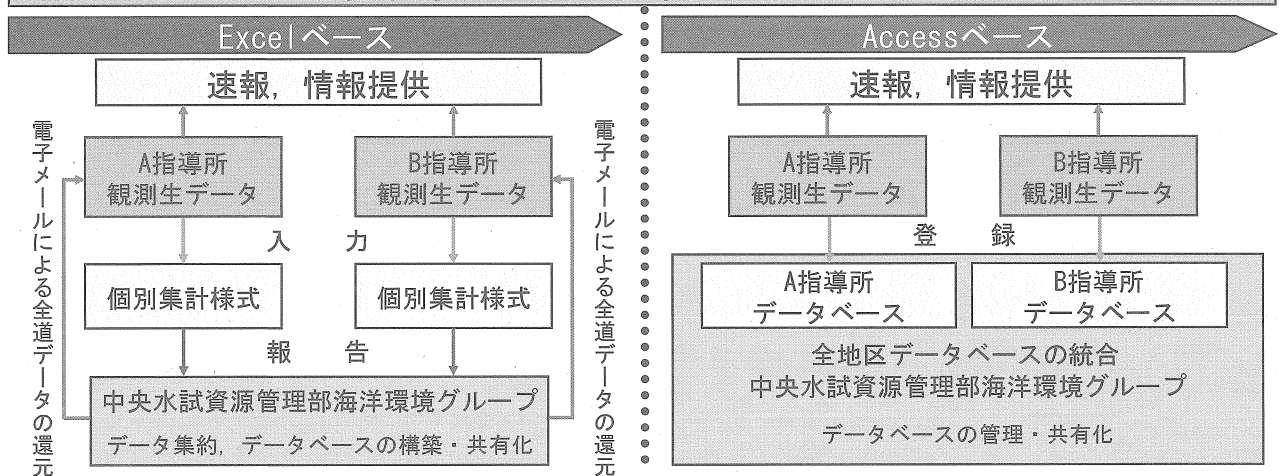 Excelベース
速報，情報提供
A指導所
観測生データ
B指導所
観測生データ
入　力
個別集計様式
個別集計様式
報　告
中央水試資源管理部海洋環境グループ
データ集約，データベースの構築・共有化
電子メールによる全道データの還元
電子メールによる全道データの還元
Accessベース
速報，情報提供
A指導所
観測生データ
B指導所
観測生データ
登　録
A指導所
データベース
B指導所
データベース
全地区データベースの統合
中央水試資源管理部海洋環境グループ
データベースの管理・共有化